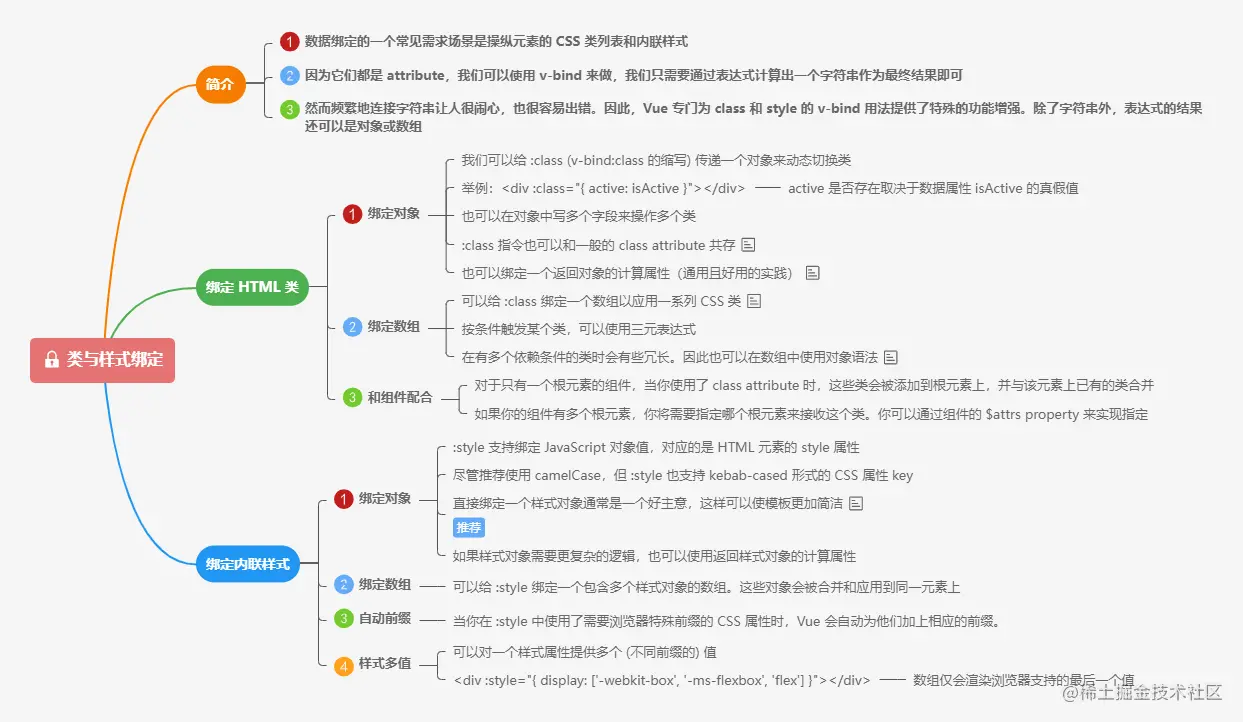 类与样式绑定
简介
1 数据绑定的一个常见需求场景是操纵元素的 CSS 类列表和内联样式
2 因为它们都是 attribute，我们可以使用 v-bind 来做，我们只需要通过表达式计算出一个字符串作为最终结果即可
3 然而频繁地连接字符串让人很闹心，也很容易出错。因此，Vue 专门为 class 和 style 的 v-bind 用法提供了特殊的功能增强。除了字符串外，表达式的结果
还可以是对象或数组
绑定 HTML 类
1 绑定对象
我们可以给 :class (v-bind:class 的缩写) 传递一个对象来动态切换类
举例：<div :class="{ active: isActive }"></div> active 是否存在取决于数据属性 isActive 的真假值
也可以在对象中写多个字段来操作多个类
:class 指令也可以和一般的 class attribute 共存
也可以绑定一个返回对象的计算属性（通用且好用的实践）
2 绑定数组
可以给 :class 绑定一个数组以应用一系列 CSS 类
按条件触发某个类，可以使用三元表达式
在有多个依赖条件的类时会有些冗长。因此也可以在数组中使用对象语法
3 和组件配合
对于只有一个根元素的组件，当你使用了 class attribute 时，这些类会被添加到根元素上，并与该元素上已有的类合并
如果你的组件有多个根元素，你将需要指定哪个根元素来接收这个类。你可以通过组件的 $attrs property 来实现指定
绑定内联样式
1 绑定对象
:style 支持绑定 JavaScript 对象值，对应的是 HTML 元素的 style 属性
尽管推荐使用 camelCase，但 :style 也支持 kebab-cased 形式的 CSS 属性 key
直接绑定一个样式对象通常是一个好主意，这样可以使模板更加简洁
推荐
如果样式对象需要更复杂的逻辑，也可以使用返回样式对象的计算属性
2 绑定数组
可以给 :style 绑定一个包含多个样式对象的数组。这些对象会被合并和应用到同一元素上
3 自动前缀
当你在 :style 中使用了需要浏览器特殊前缀的 CSS 属性时，Vue 会自动为他们加上相应的前缀。
4 样式多值
可以对一个样式属性提供多个 (不同前缀的) 值
<div :style="{ display: ['-webkit-box', '-ms-flexbox', 'flex'] }"></div> 数组仅会渲染浏览器支持的最后一个值
@稀土掘金技术社区